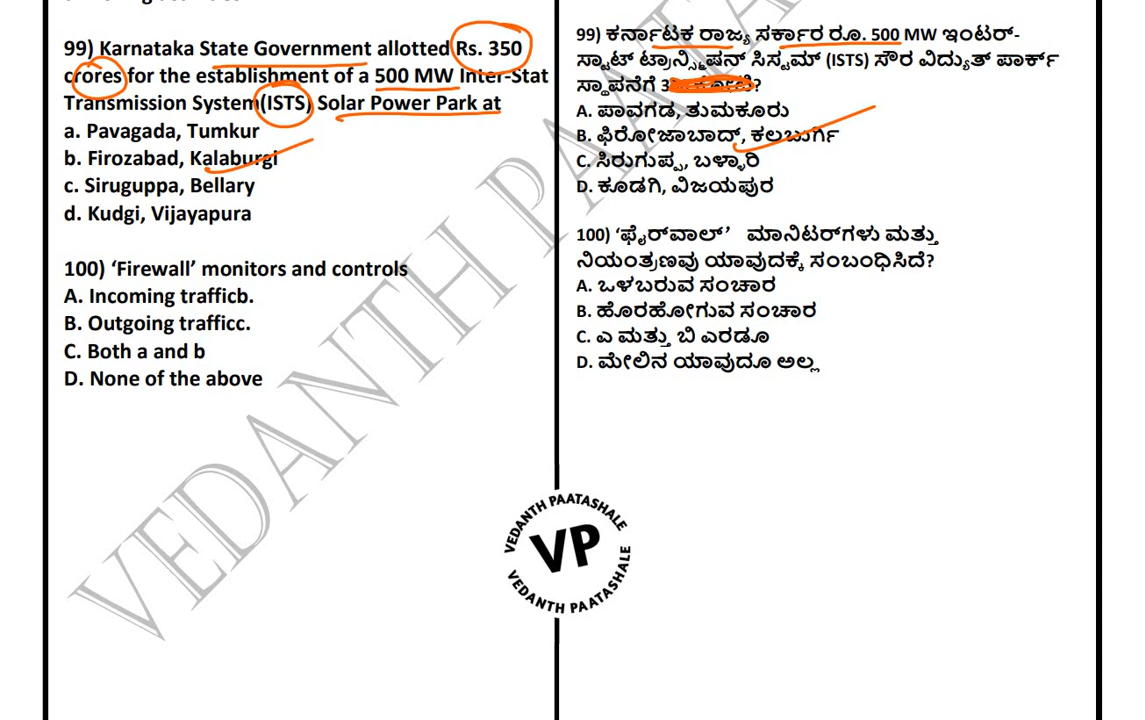 99) Karnataka State Government allotted Rs. 350
crores for the establishment of a 500 MW Inter-Stat
Transmission System(ISTS) Solar Power Park at
a. Pavagada, Tumkur
b. Firozabad, Kalaburgi
c. Siruguppa, Bellary
d. Kudgi, Vijayapura
100) ‘Firewall’ monitors and controls
A. Incoming trafficb.
B. Outgoing trafficc.
C. Both a and b
D. None of the above
99) ಕರ್ನಾಟಕ ರಾಜ್ಯ ಸರ್ಕಾರ ರೂ. 500 MW ಇಂಟರ್-
ಸ್ಟಾಟ್ ಟ್ರಾನ್ಸ್ಮಿಷನ್ ಸಿಸ್ಟಮ್ (ISTS) ಸೌರ ವಿದ್ಯುತ್ ಪಾರ್ಕ್
ಸ್ಥಾಪನೆಗೆ
A. ಪಾವಗಡ, ತುಮಕೂರು
B. ಫಿರೋಜಾಬಾದ್, ಕಲಬುರ್ಗಿ
C. ಸಿರುಗುಪ್ಪ, ಬಳ್ಳಾರಿ
D. ಕೂಡಗಿ, ವಿಜಯಪುರ
100) ‘ಫೈರ್‌ವಾಲ್’ ಮಾನಿಟರ್‌ಗಳು ಮತ್ತು
ನಿಯಂತ್ರಣವು ಯಾವುದಕ್ಕೆ ಸಂಬಂಧಿಸಿದೆ?
A. ಒಳಬರುವ ಸಂಚಾರ
B. ಹೊರಹೋಗುವ ಸಂಚಾರ
C. ಎ ಮತ್ತು ಬಿ ಎರಡೂ
D. ಮೇಲಿನ ಯಾವುದೂ ಅಲ್ಲ
VEDANTH PAATASHALE
VP
VEDANTH PAATASHALE